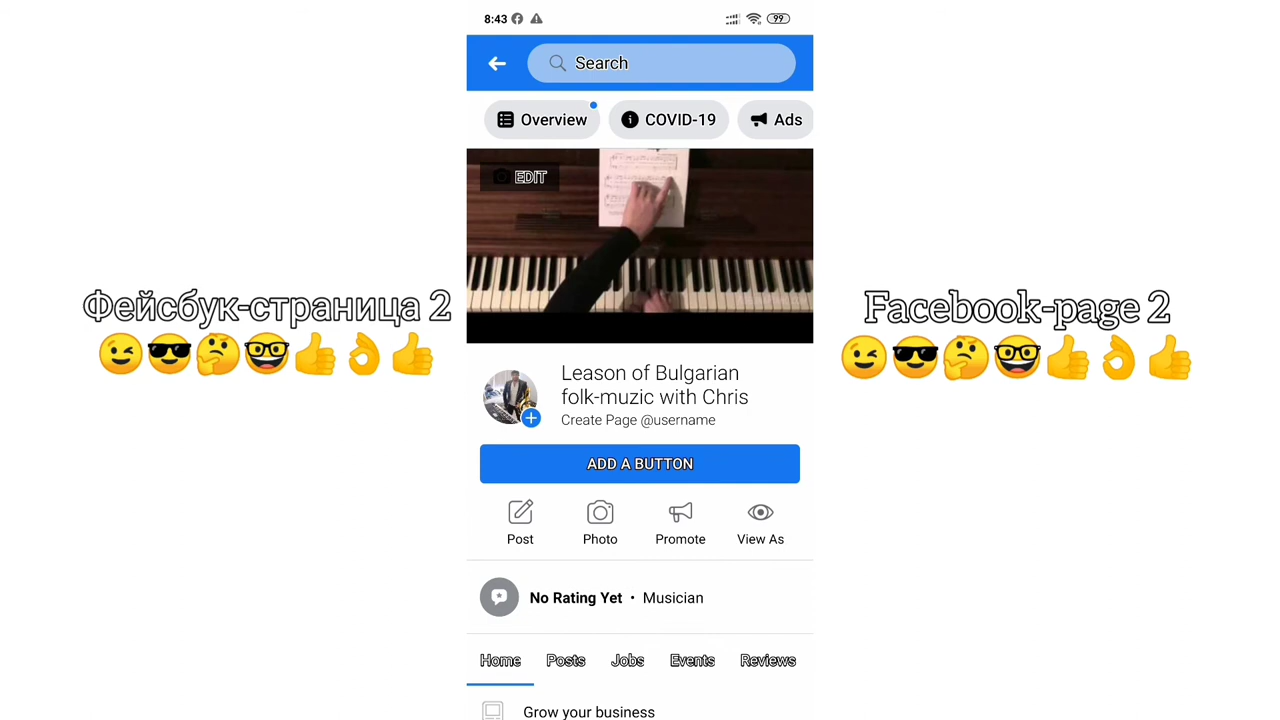 8:43
99
Search
Overview
COVID-19
Ads
EDIT
Фейсбук-страница 2
Facebook-page 2
Leason of Bulgarian
folk-muzic with Chris
Create Page @username
ADD A BUTTON
Post
Photo
Promote
View As
No Rating Yet • Musician
Home
Posts
Jobs
Events
Reviews
Grow your business